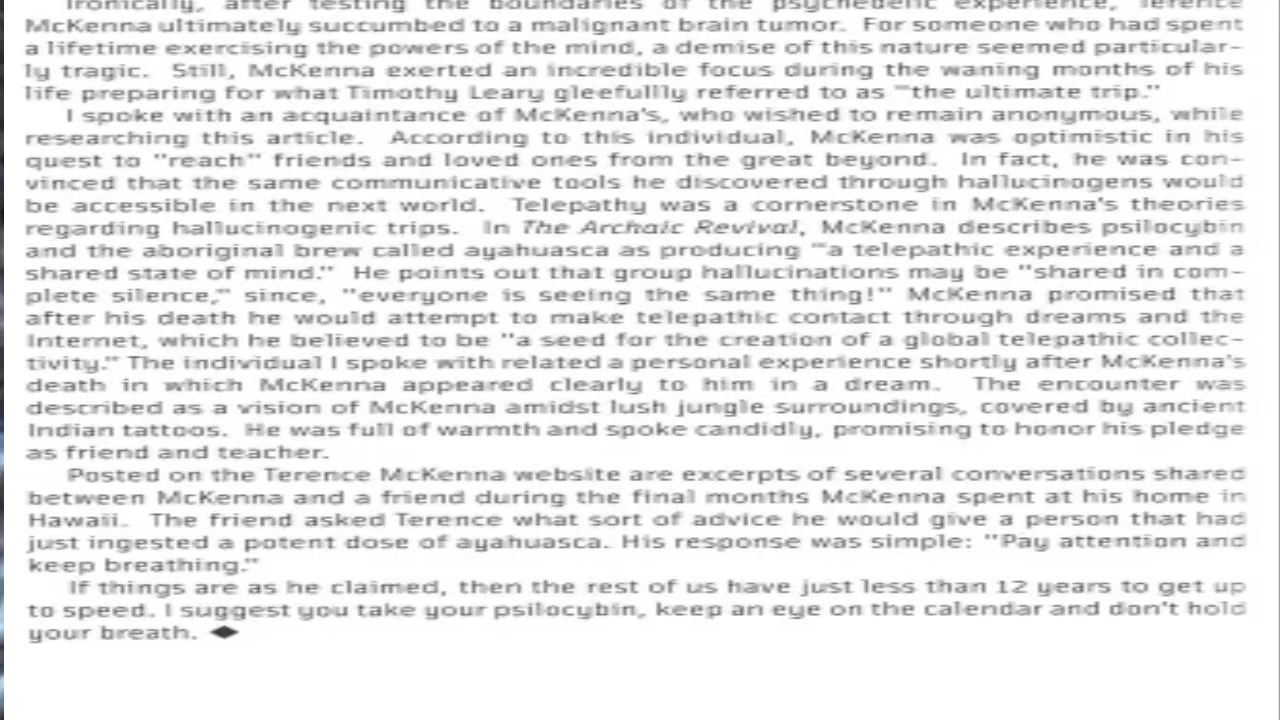 Ironically, after testing the boundaries of the psychedelic experience, Terence
McKenna ultimately succumbed to a malignant brain tumor. For someone who had spent
a lifetime exercising the powers of the mind, a demise of this nature seemed particular-
ly tragic. Still, McKenna exerted an incredible focus during the waning months of his
life preparing for what Timothy Leary gleefullly referred to as "the ultimate trip."
I spoke with an acquaintance of McKenna's, who wished to remain anonymous, while
researching this article. According to this individual, McKenna was optimistic in his
quest to "reach" friends and loved ones from the great beyond. In fact, he was con-
vinced that the same communicative tools he discovered through hallucinogens would
be accessible in the next world. Telepathy was a cornerstone in McKenna's theories
regarding hallucinogenic trips. In The Archaic Revival, McKenna describes psilocybin
and the aboriginal brew called ayahuasca as producing "a telepathic experience and a
shared state of mind." He points out that group hallucinations may be "shared in com-
plete silence," since, "everyone is seeing the same thing!" McKenna promised that
after his death he would attempt to make telepathic contact through dreams and the
Internet, which he believed to be "a seed for the creation of a global telepathic collec-
tivity." The individual I spoke with related a personal experience shortly after McKenna's
death in which McKenna appeared clearly to him in a dream. The encounter was
described as a vision of McKenna amidst lush jungle surroundings, covered by ancient
Indian tattoos. He was full of warmth and spoke candidly, promising to honor his pledge
as friend and teacher.
Posted on the Terence McKenna website are excerpts of several conversations shared
between McKenna and a friend during the final months McKenna spent at his home in
Hawaii. The friend asked Terence what sort of advice he would give a person that had
just ingested a potent dose of ayahuasca. His response was simple: "Pay attention and
keep breathing."
If things are as he claimed, then the rest of us have just less than 12 years to get up
to speed. I suggest you take your psilocybin, keep an eye on the calendar and don't hold
your breath. ◆